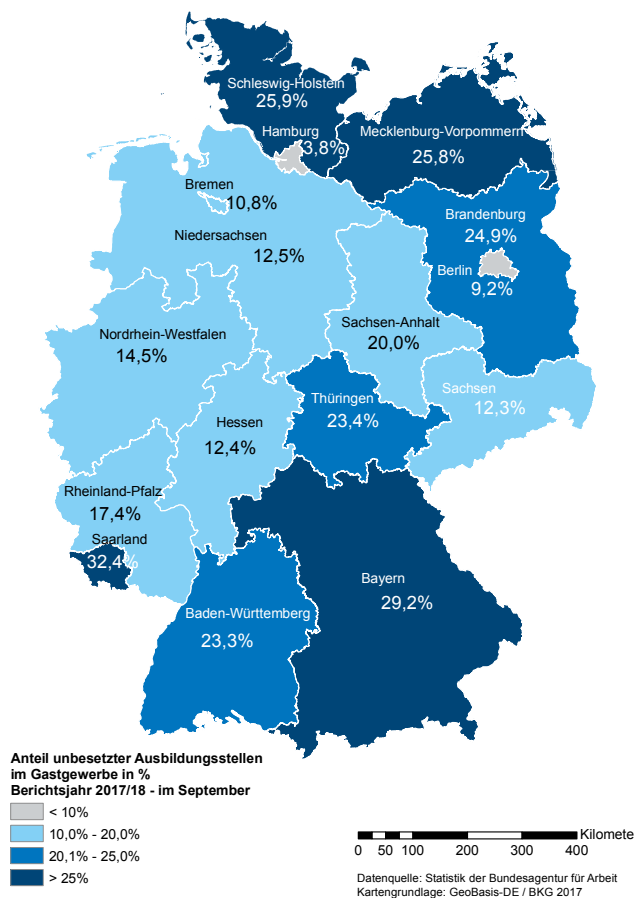 Schleswig-Holstein
25,9%
Hamburg
3,8%
Mecklenburg-Vorpommern
25,8%
Bremen
10,8%
Niedersachsen
12,5%
Brandenburg
24,9%
Berlin
9,2%
Nordrhein-Westfalen
14,5%
Sachsen-Anhalt
20,0%
Sachsen
12,3%
Thüringen
23,4%
Hessen
12,4%
Rheinland-Pfalz
17,4%
Saarland
32,4%
Bayern
29,2%
Baden-Württemberg
23,3%
Anteil unbesetzter Ausbildungsstellen
im Gastgewerbe in %
Berichtsjahr 2017/18 - im September
< 10%
10,0% - 20,0%
20,1% - 25,0%
> 25%
Kilomete
0 50 100 200 300 400
Datenquelle: Statistik der Bundesagentur für Arbeit
Kartengrundlage: GeoBasis-DE / BKG 2017